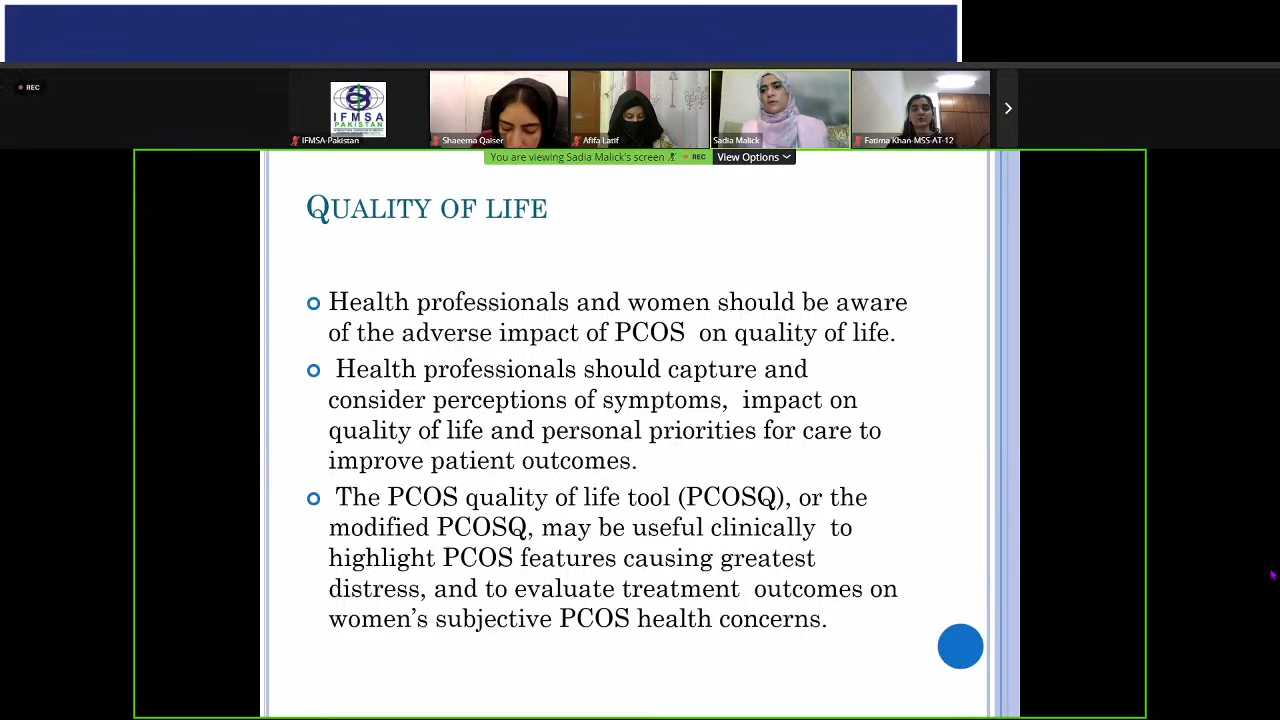 REC
IFMSA
PAKISTAN
IFMSA-Pakistan
Shaeema Qaiser
Afifa Latif
Sadia Malick
Fatima Khan-MSS-AT-12
You are viewing Sadia Malick's screen
REC
View Options
QUALITY OF LIFE
Health professionals and women should be aware
of the adverse impact of PCOS on quality of life.
Health professionals should capture and
consider perceptions of symptoms, impact on
quality of life and personal priorities for care to
improve patient outcomes.
The PCOS quality of life tool (PCOSQ), or the
modified PCOSQ, may be useful clinically to
highlight PCOS features causing greatest
distress, and to evaluate treatment outcomes on
women's subjective PCOS health concerns.